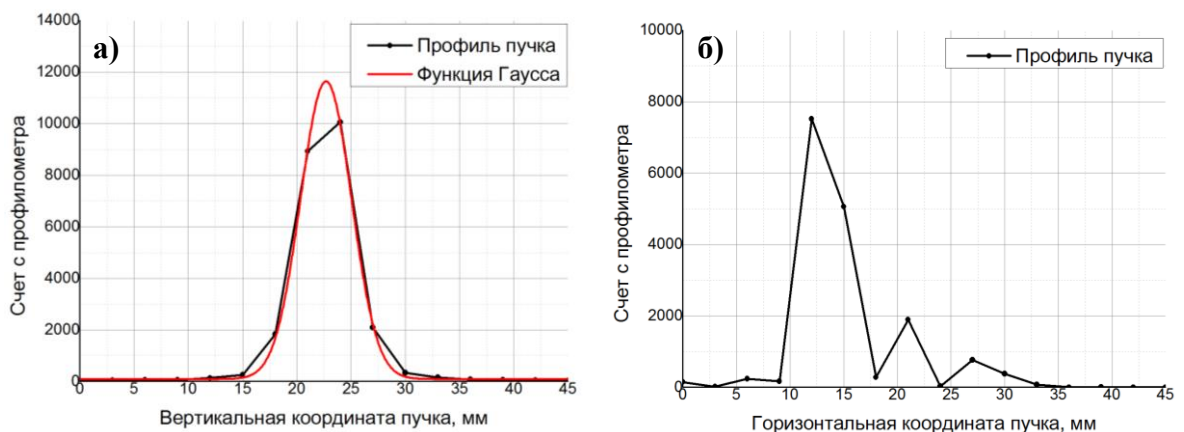 а)
Профиль пучка
Функция Гаусса
14000
12000
10000
8000
6000
4000
2000
0
0 5 10 15 20 25 30 35 40 45
Счет с профилометра
Вертикальная координата пучка, мм
б)
Профиль пучка
10000
8000
6000
4000
2000
0
0 5 10 15 20 25 30 35 40 45
Счет с профилометра
Горизонтальная координата пучка, мм